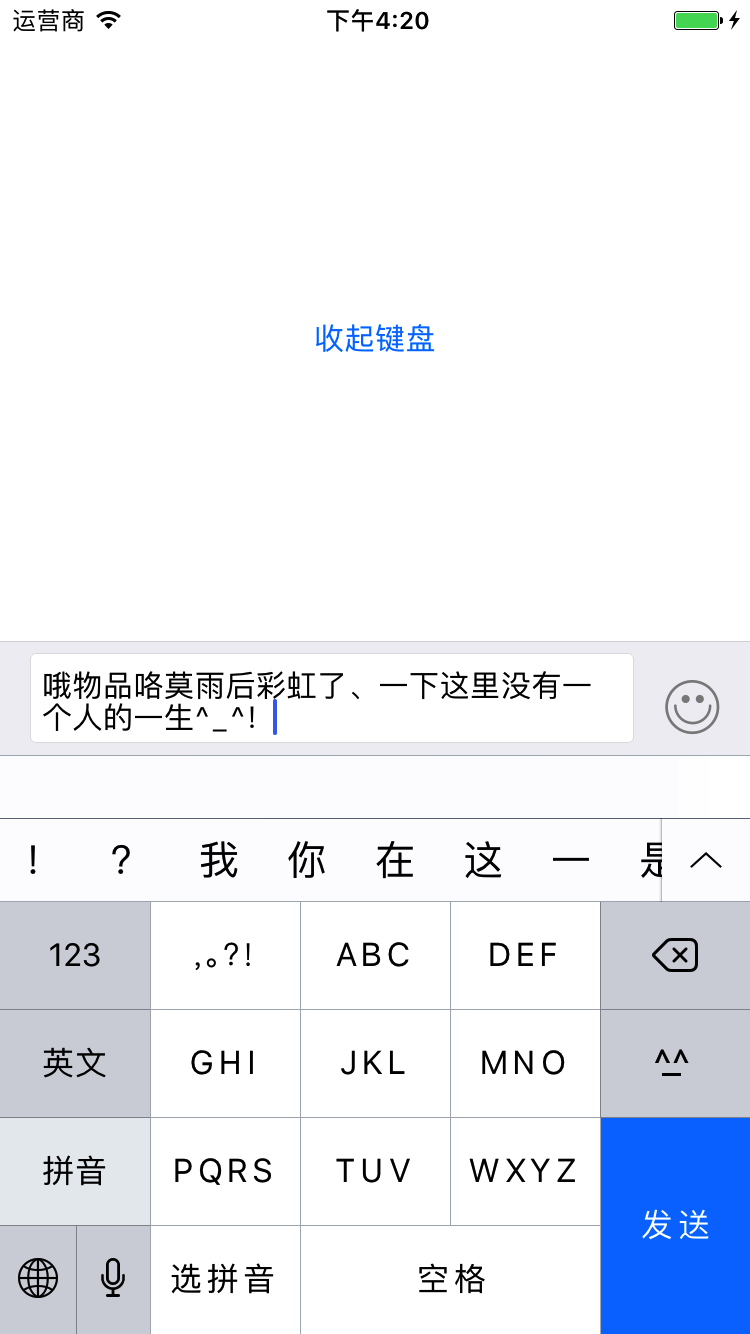 运营商 下午4:20
收起键盘
哦物品咯莫雨后彩虹了、一下这里没有一
个人的一生^_^!
! ? 我 你 在 这 一 是
123 ,。?! ABC DEF
英文 GHI JKL MNO ^^
拼音 PQRS TUV WXYZ
发送
选拼音 空格